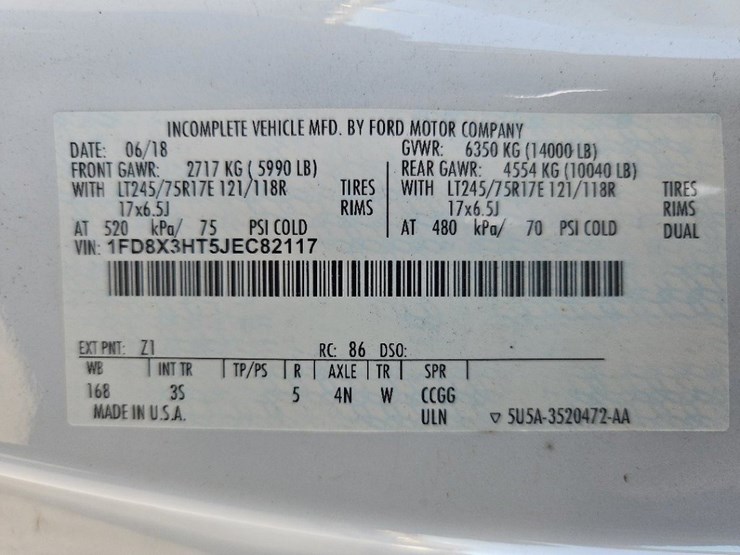 INCOMPLETE VEHICLE MFD. BY FORD MOTOR COMPANY
DATE: 06/18 GVWR: 6350 KG (14000 LB)
FRONT GAWR: 2717 KG ( 5990 LB) REAR GAWR: 4554 KG (10040 LB)
WITH LT245/75R17E 121/118R TIRES WITH LT245/75R17E 121/118R TIRES
17x6.5J RIMS 17x6.5J RIMS
AT 520 kPa/ 75 PSI COLD AT 480 kPa/ 70 PSI COLD DUAL
VIN: 1FD8X3HT5JEC82117
EXT PNT: Z1 RC: 86 DSO:
WB INT TR TP/PS R AXLE TR SPR
168 3S 5 4N W CCGG
MADE IN U.S.A. ULN ▽ 5U5A-3520472-AA